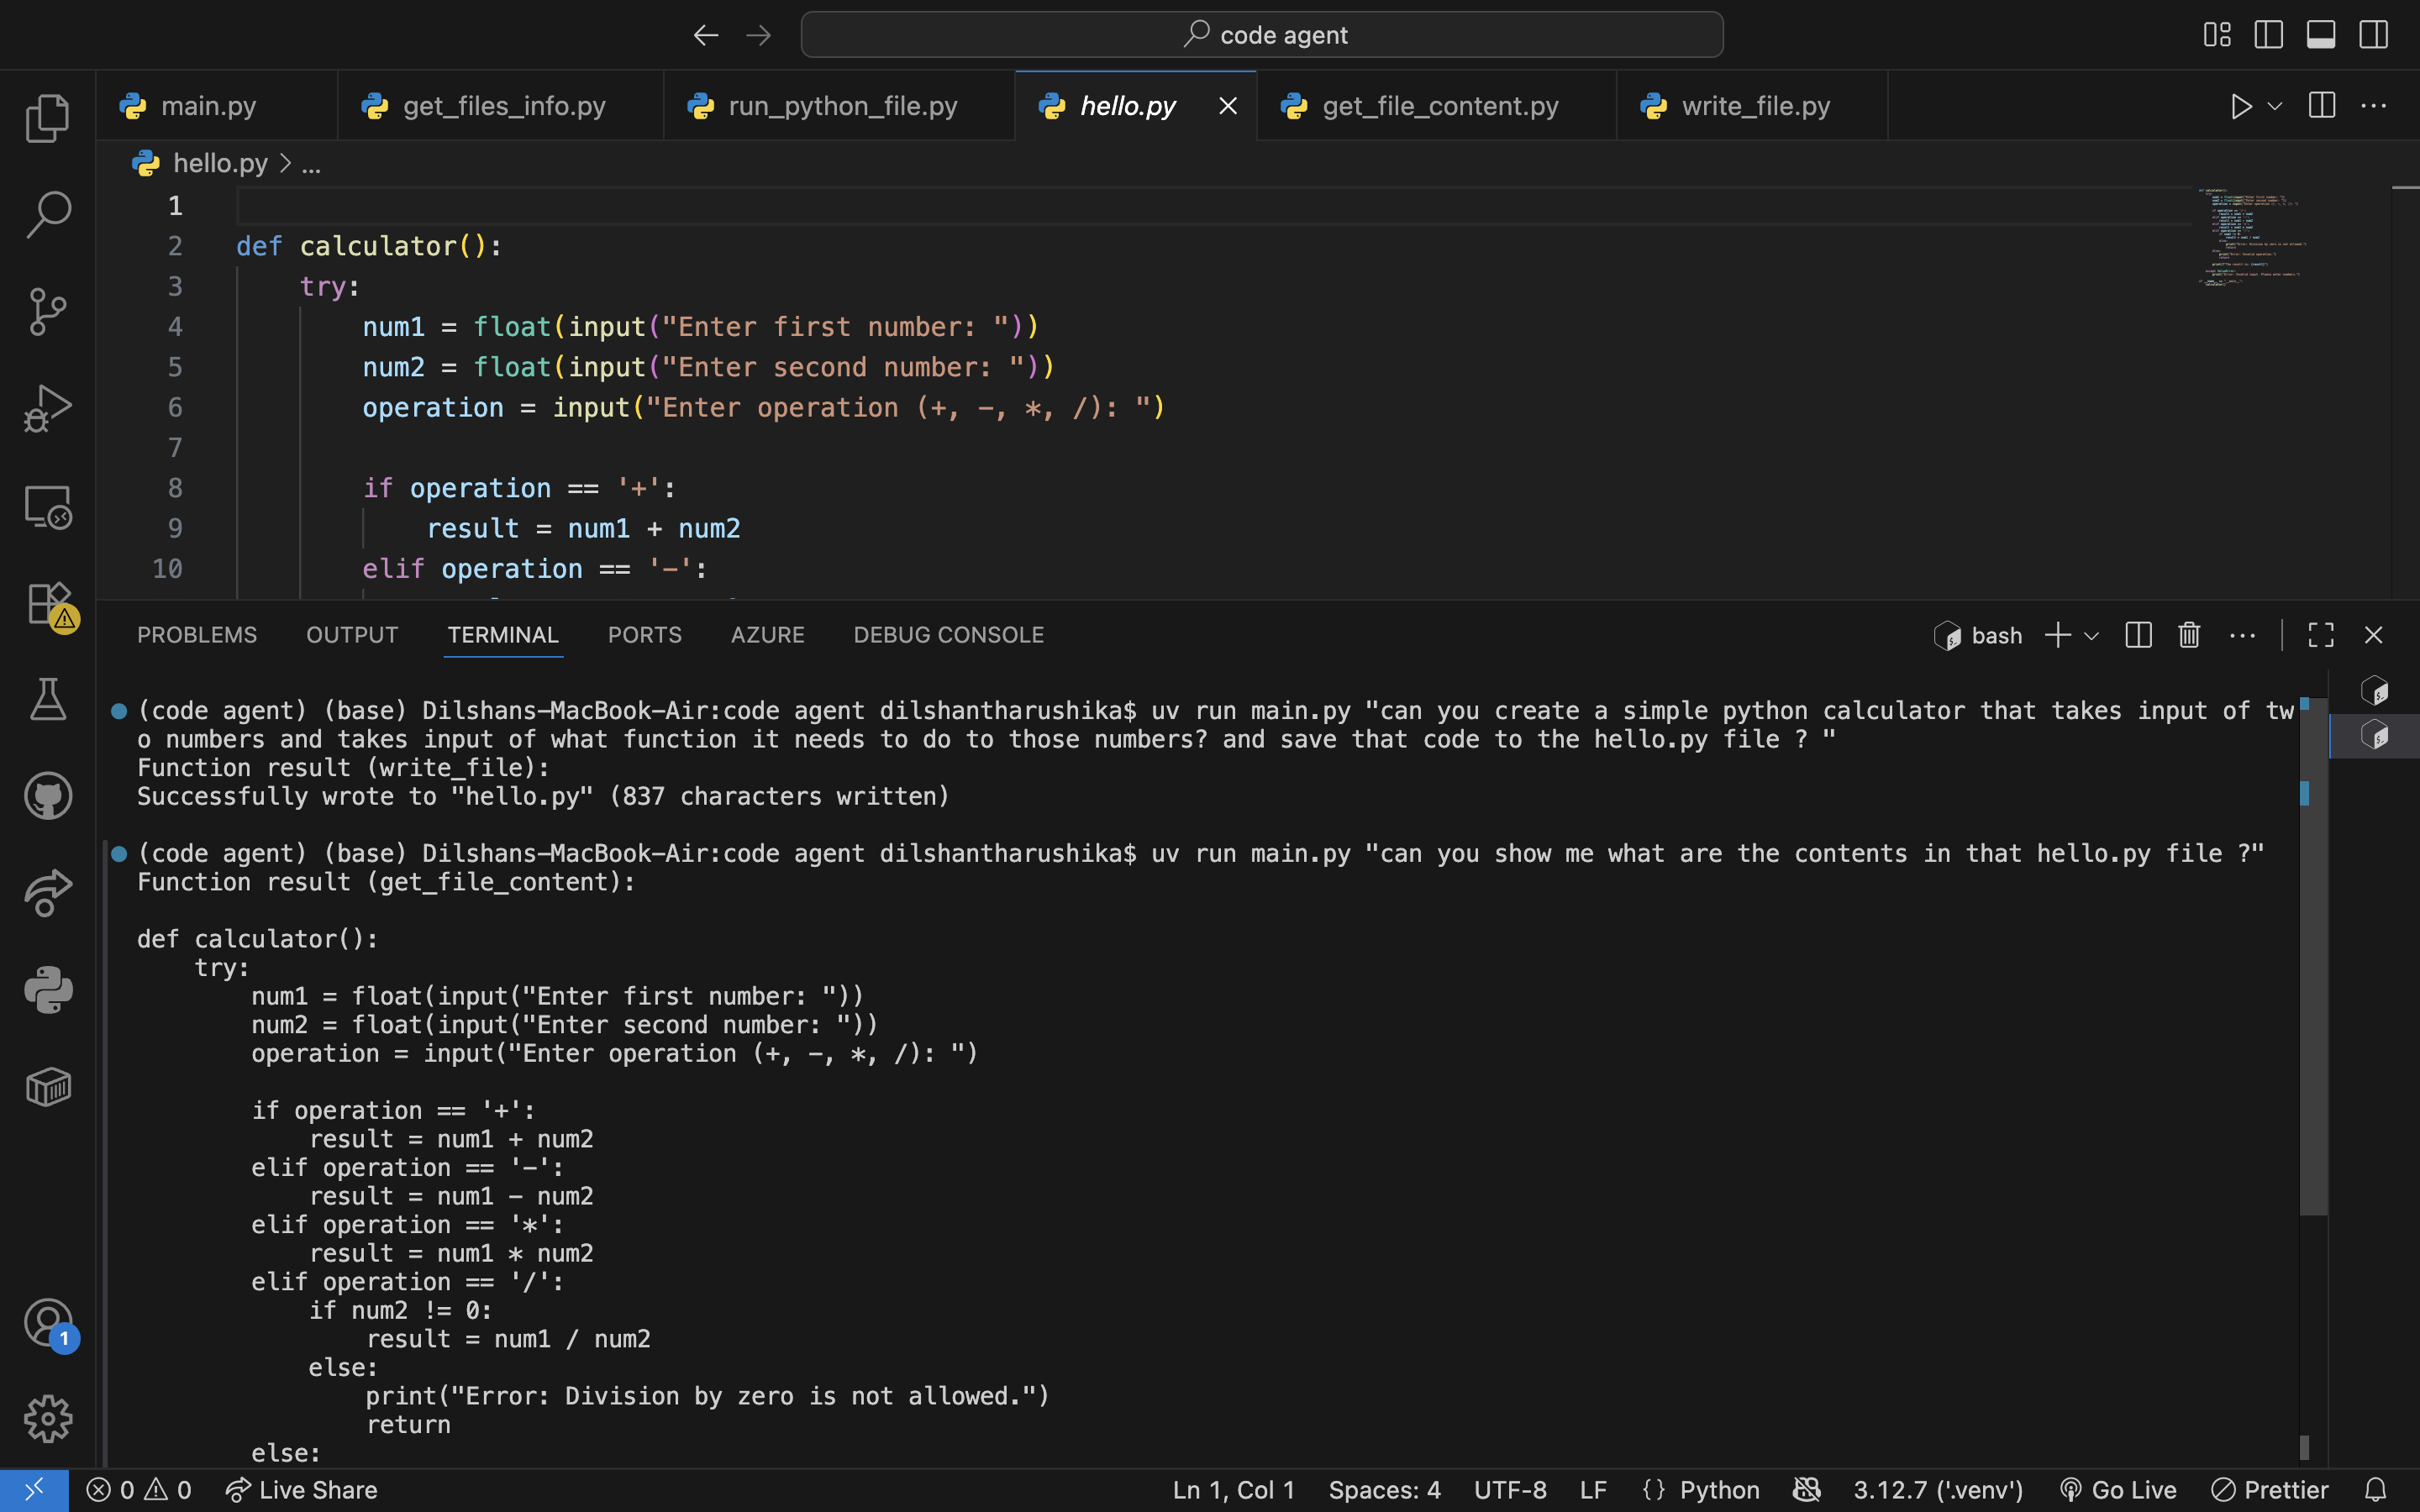 code agent
main.py
get_files_info.py
run_python_file.py
hello.py
get_file_content.py
write_file.py
hello.py > ...
1
2 def calculator():
3     try:
4         num1 = float(input("Enter first number: "))
5         num2 = float(input("Enter second number: "))
6         operation = input("Enter operation (+, -, *, /): ")
7
8         if operation == '+':
9             result = num1 + num2
10         elif operation == '-':
PROBLEMS OUTPUT TERMINAL PORTS AZURE DEBUG CONSOLE
bash
(code agent) (base) Dilshans-MacBook-Air:code agent dilshantharushika$ uv run main.py "can you create a simple python calculator that takes input of tw
o numbers and takes input of what function it needs to do to those numbers? and save that code to the hello.py file ? "
Function result (write_file):
Successfully wrote to "hello.py" (837 characters written)
(code agent) (base) Dilshans-MacBook-Air:code agent dilshantharushika$ uv run main.py "can you show me what are the contents in that hello.py file ?"
Function result (get_file_content):
def calculator():
    try:
        num1 = float(input("Enter first number: "))
        num2 = float(input("Enter second number: "))
        operation = input("Enter operation (+, -, *, /): ")
        if operation == '+':
            result = num1 + num2
        elif operation == '-':
            result = num1 - num2
        elif operation == '*':
            result = num1 * num2
        elif operation == '/':
            if num2 != 0:
                result = num1 / num2
            else:
                print("Error: Division by zero is not allowed.")
                return
        else:
1
0 0 Live Share
Ln 1, Col 1 Spaces: 4 UTF-8 LF {} Python 3.12.7 ('.venv') Go Live Prettier